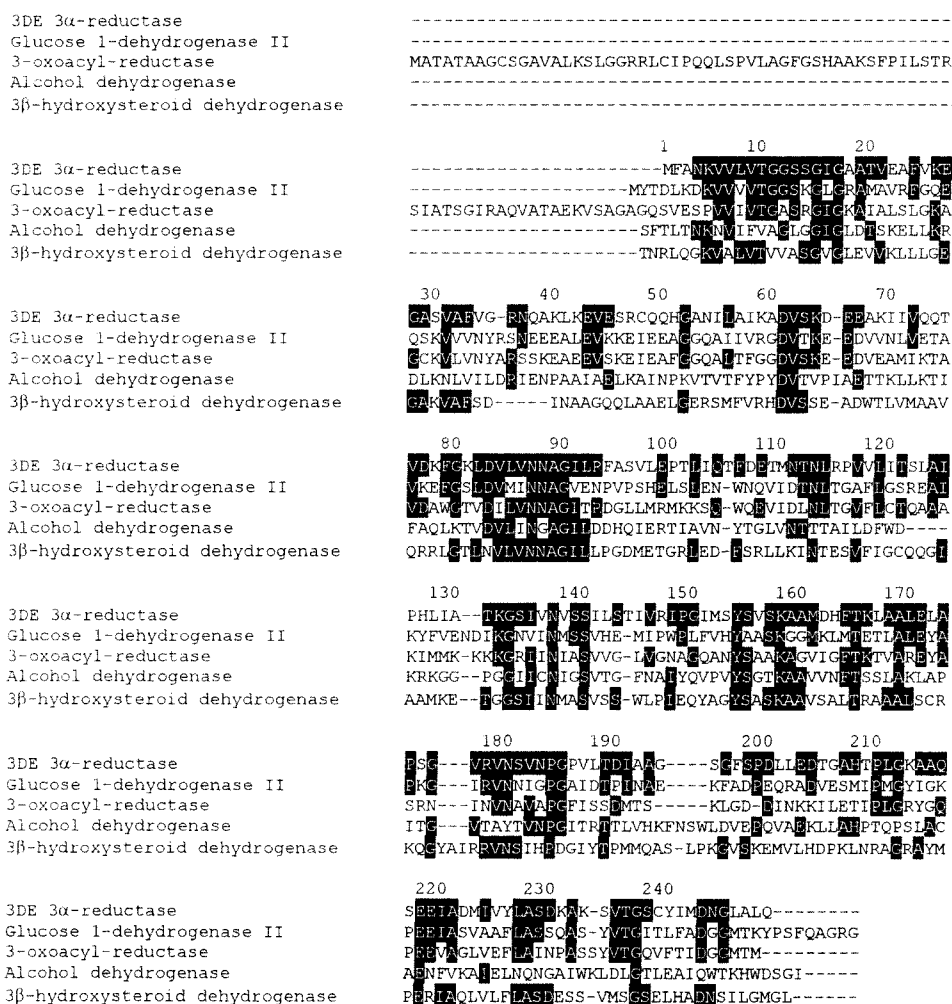 3DE 3α-reductase --------------------------------------------------
Glucose 1-dehydrogenase II --------------------------------------------------
3-oxoacyl-reductase MATATAAGCSGAVALKSLGGRRLCIPQQLSPVLAGFGSHAAKSFPILSTR
Alcohol dehydrogenase --------------------------------------------------
3β-hydroxysteroid dehydrogenase --------------------------------------------------
1 10 20
3DE 3α-reductase -----------------------MFANKVVLVTGGSSGIGAATVEAFVKE
Glucose 1-dehydrogenase II --------------------MYTDLKDKVVVVTGGSKGLGRAMAVRFGQE
3-oxoacyl-reductase SIATSGIRAQVATAEKVSAGAGQSVESPVVIVTGASRGIGKAIALSLGKA
Alcohol dehydrogenase ---------------------SFTLTNKNVIFVAGLGGIGLDTSKELLKR
3β-hydroxysteroid dehydrogenase ---------------------TNRLQGKVALVTVVASGVGLEVVKLLLGE
30 40 50 60 70
3DE 3α-reductase GASVAFVG-RNQAKLKEVESRCQQHGANILAIKADVSKD-EEAKIIVQQT
Glucose 1-dehydrogenase II QSKVVVNYRSNEEEALEVKKEIEEAGGQAIIVRGDVTKE-EDVVNLVETA
3-oxoacyl-reductase GCKVLVNYARSSKEAEEVSKEIEAFGGQALTFGGDVSKE-EDVEAMIKTA
Alcohol dehydrogenase DLKNLVILDRIENPAAIAELKAINPKVTVTFYPYDVTVPIAETTKLLKTI
3β-hydroxysteroid dehydrogenase GAKVAFSD-----INAAGQQLAAELGERSMFVRHDVSSE-ADWTLVMAAV
80 90 100 110 120
3DE 3α-reductase VDKFGKLDVLVNNAGILPFASVLEPTLIQTFDETMNTNLRPVVLITSLAI
Glucose 1-dehydrogenase II VKEFGSLDVMINNAGVENPVPSHELSLEN-WNQVIDTNLTGAFLGSREAI
3-oxoacyl-reductase VDAWGTVDILVNNAGITPDGLLMRMKKSQ-WQEVIDLNLTGVFLCTQAAA
Alcohol dehydrogenase FAQLKTVDVLINGAGILDDHQIERTIAVN-YTGLVNTTTAILDFWD----
3β-hydroxysteroid dehydrogenase QRRLGTLNVLVNNAGILLPGDMETGRLED-FSRLLKINTESVFIGCQQGI
130 140 150 160 170
3DE 3α-reductase PHLIA--TKGSIVNVSSILSTIVRIPGIMSYSVSKAAMDHFTKLAALELA
Glucose 1-dehydrogenase II KYFVENDIKGNVINMSSVHE-MIPWPLFVHYAASKGGMKLMTETLALEYA
3-oxoacyl-reductase KIMMK-KKKGRIINIASVVG-LVGNAGQANYSAAKAGVIGFTKTVAREYA
Alcohol dehydrogenase KRKGG--PGGIICNIGSVTG-FNAIYQVPVYSGTKAAVVNFTSSLAKLAP
3β-hydroxysteroid dehydrogenase AAMKE--TGGSIINMASVSS-WLPIEQYAGYSASKAAVSALTRAAALSCR
180 190 200 210
3DE 3α-reductase PSG---VRVNSVNPGPVLTDIAAG----SGFSPDLLEDTGAHTPLGKAAQ
Glucose 1-dehydrogenase II PKG---IRVNNIGPGAIDTPINAE----KFADPEQRADVESMIPMGYIGK
3-oxoacyl-reductase SRN---INVNAVAPGFISSDMTS-----KLGD-DINKKILETIPLGRYGQ
Alcohol dehydrogenase ITG---VTAYTVNPGITRTTLVHKFNSWLDVEPQVAEKLLAHPTQPSLAC
3β-hydroxysteroid dehydrogenase KQGYAIRRVNSIHPDGIYTPMMQAS-LPKGVSKEMVLHDPKLNRAGRAYM
220 230 240
3DE 3α-reductase SEEIADMIVYLASDKAK-SVTGSCYIMDNGLALQ--------
Glucose 1-dehydrogenase II PEEIASVAAFLASSQAS-YVTGITLFADGGMTKYPSFQAGRG
3-oxoacyl-reductase PEEVAGLVEFLAINPASSYVTGQVFTIDGGMTM---------
Alcohol dehydrogenase AENFVKAIELNQNGAIWKLDLGTLEAIQWTKHWDSGI-----
3β-hydroxysteroid dehydrogenase PERIAQLVLFLASDESS-VMSGSELHADNSILGMGL------